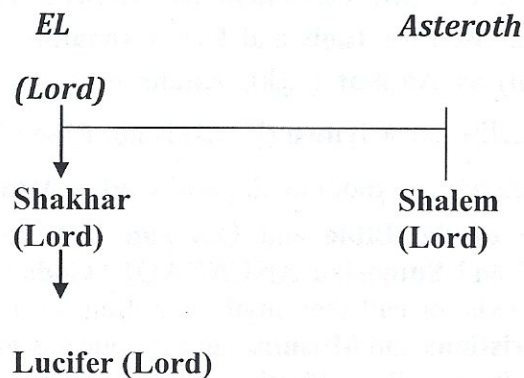 EL Asteroth
(Lord)
Shakhar Shalem
(Lord) (Lord)
Lucifer (Lord)